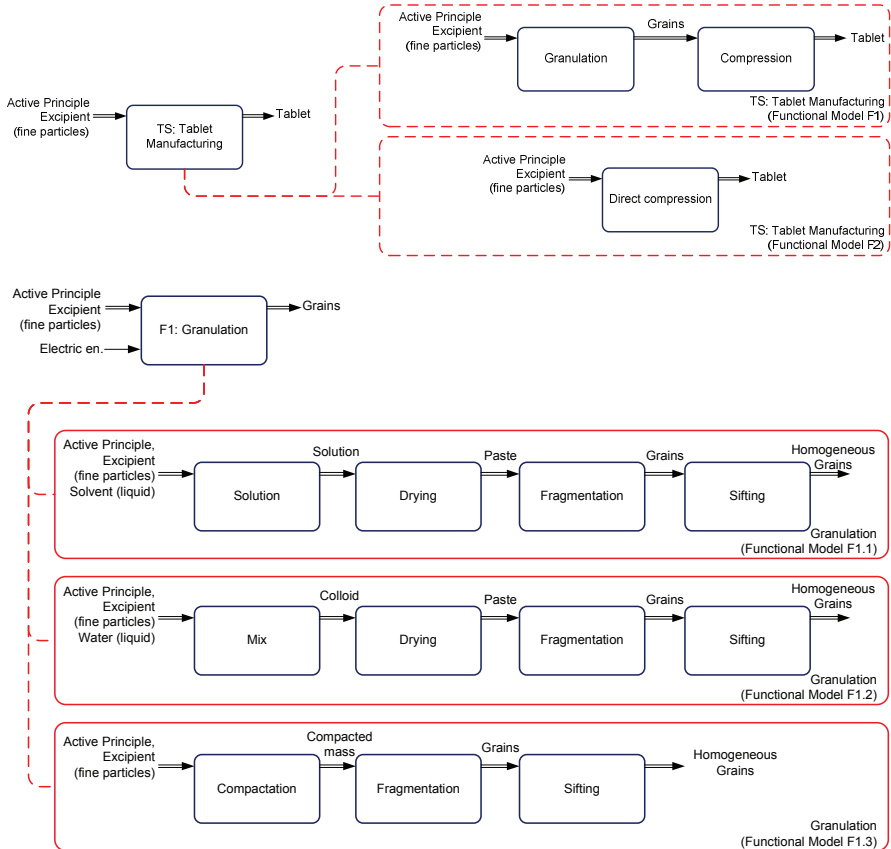 Active Principle
Excipient
(fine particles)
TS: Tablet
Manufacturing
Tablet
Active Principle
Excipient
(fine particles)
Granulation
Grains
Compression
Tablet
TS: Tablet Manufacturing
(Functional Model F1)
Active Principle
Excipient
(fine particles)
Direct compression
Tablet
TS: Tablet Manufacturing
(Functional Model F2)
Active Principle
Excipient
(fine particles)
Electric en.
F1: Granulation
Grains
Active Principle,
Excipient
(fine particles)
Solvent (liquid)
Solution
Solution
Drying
Paste
Fragmentation
Grains
Sifting
Homogeneous
Grains
Granulation
(Functional Model F1.1)
Active Principle,
Excipient
(fine particles)
Water (liquid)
Mix
Colloid
Drying
Paste
Fragmentation
Grains
Sifting
Homogeneous
Grains
Granulation
(Functional Model F1.2)
Active Principle,
Excipient
(fine particles)
Compactation
Compacted
mass
Fragmentation
Grains
Sifting
Homogeneous
Grains
Granulation
(Functional Model F1.3)